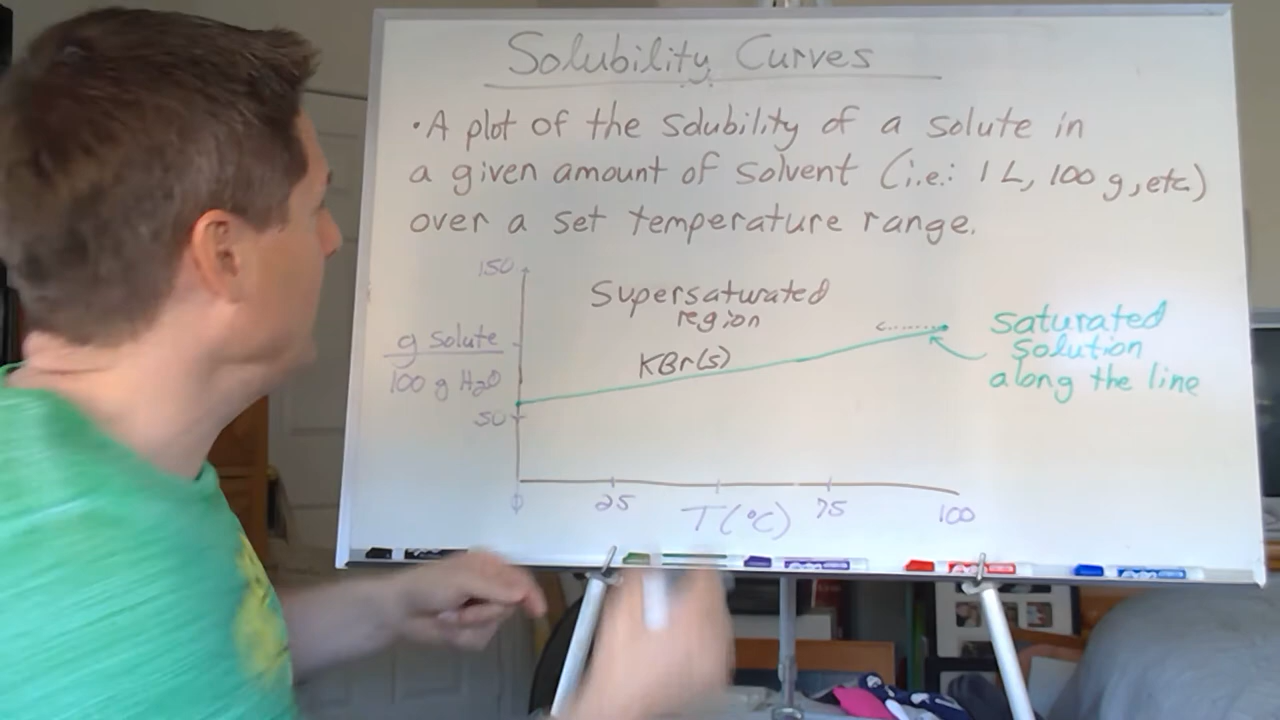 Solubility Curves
• A plot of the solubility of a solute in
a given amount of solvent (i.e.: 1 L, 100 g, etc.)
over a set temperature range.
150
Supersaturated
region
KBr(s)
g solute
100 g H₂O
50
saturated
solution
along the line
0
25
T(°C)
75
100